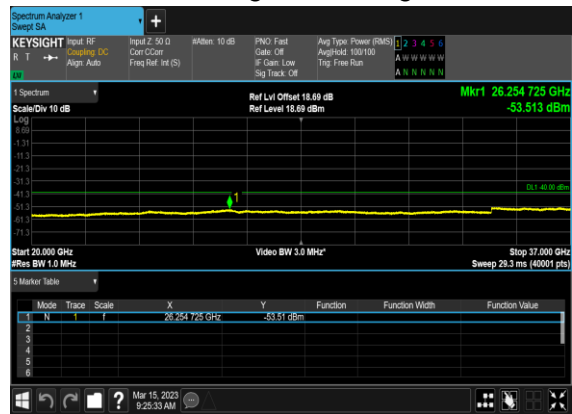 Spectrum Analyzer 1
Swept SA
KEYSIGHT Input: RF Input Z: 50 Ω #Atten: 10 dB PNO: Fast Avg Type: Power (RMS) 1 2 3 4 5 6
R T Coupling: DC Corr CCorr Gate: Off Avg|Hold: 100/100 A W W W W W
Align: Auto Freq Ref: Int (S) IF Gain: Low Trig: Free Run
LW Sig Track: Off A N N N N N
1 Spectrum Ref Lvl Offset 18.69 dB Mkr1 26.254 725 GHz
Scale/Div 10 dB Ref Level 18.69 dBm -53.513 dBm
Log
8.69
-1.31
-11.3
-21.3
-31.3
DL1 -40.00 dBm
-41.3
1
-51.3
-61.3
-71.3
Start 20.000 GHz Video BW 3.0 MHz* Stop 37.000 GHz
#Res BW 1.0 MHz Sweep 29.3 ms (40001 pts)
5 Marker Table
Mode Trace Scale X Y Function Function Width Function Value
1 N 1 f 26.254 725 GHz -53.51 dBm
2
3
4
5
6
? Mar 15, 2023
9:25:33 AM